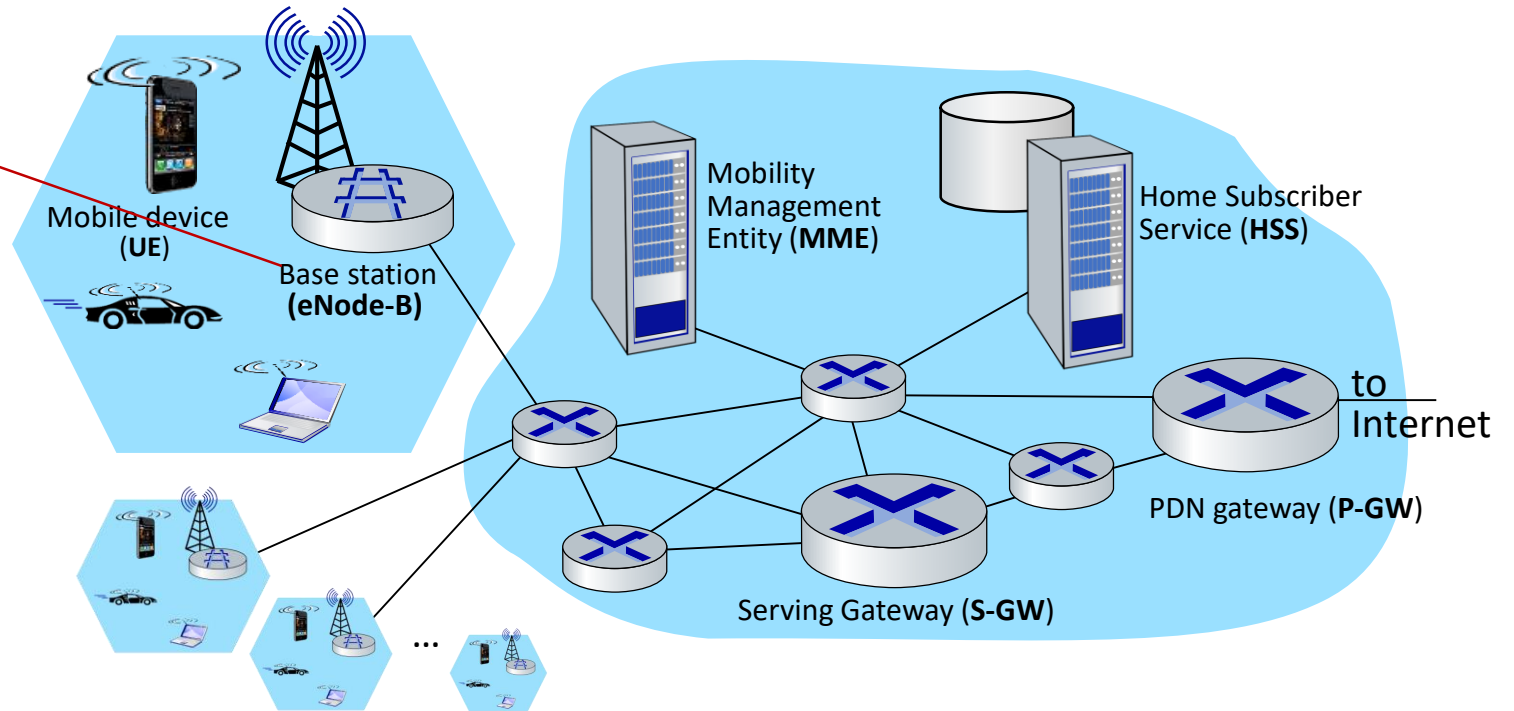 Mobile device
(UE)
Base station
(eNode-B)
Mobility
Management
Entity (MME)
Home Subscriber
Service (HSS)
to
Internet
PDN gateway (P-GW)
Serving Gateway (S-GW)
...